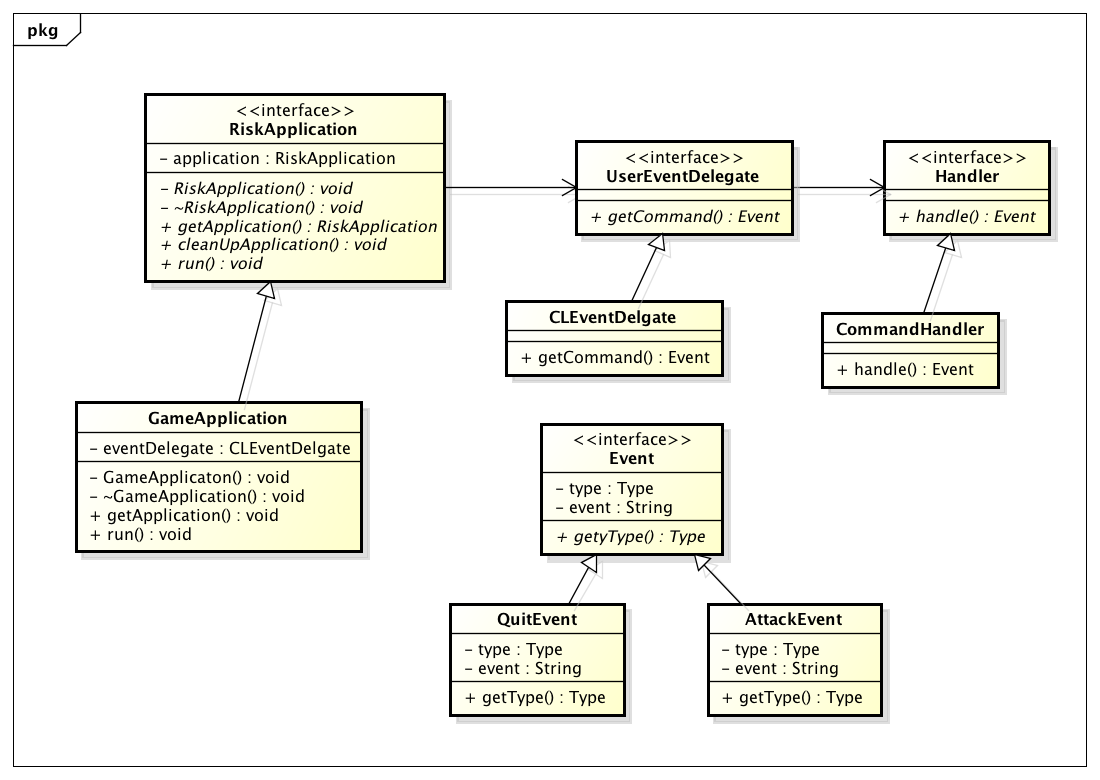 pkg
<<interface>>
RiskApplication
- application : RiskApplication
- RiskApplication() : void
- ~RiskApplication() : void
+ getApplication() : RiskApplication
+ cleanUpApplication() : void
+ run() : void
<<interface>>
UserEventDelegate
+ getCommand() : Event
<<interface>>
Handler
+ handle() : Event
CLEventDelgate
+ getCommand() : Event
CommandHandler
+ handle() : Event
GameApplication
- eventDelegate : CLEventDelgate
- GameApplicaton() : void
- ~GameApplication() : void
+ getApplication() : void
+ run() : void
<<interface>>
Event
- type : Type
- event : String
+ getyType() : Type
QuitEvent
- type : Type
- event : String
+ getType() : Type
AttackEvent
- type : Type
- event : String
+ getType() : Type